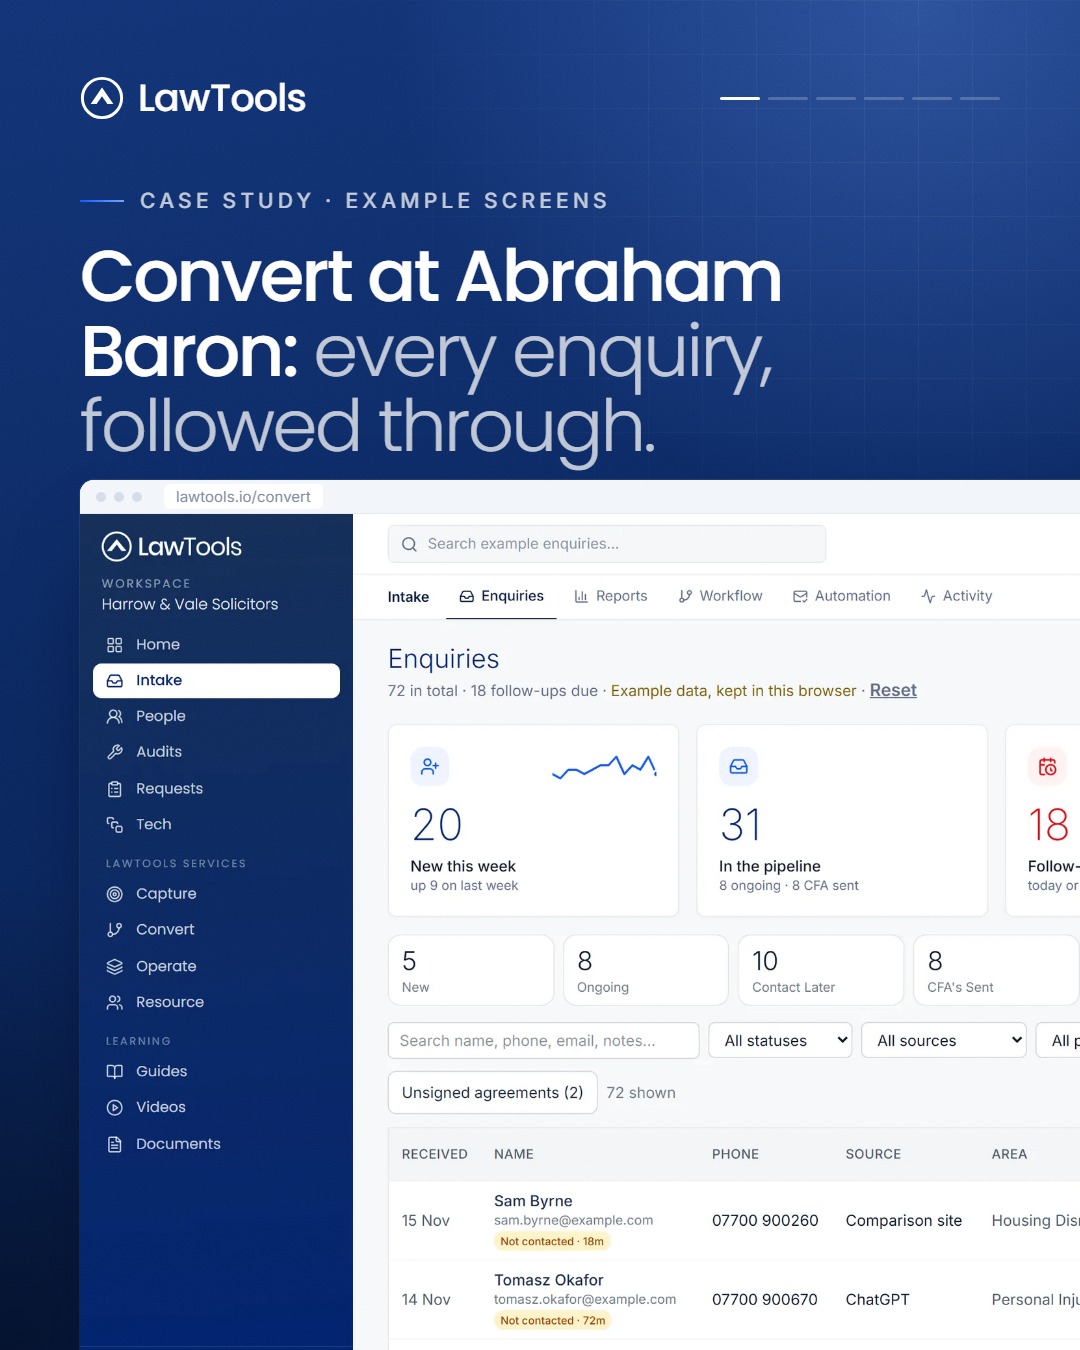 LawTools
CASE STUDY · EXAMPLE SCREENS
Convert at Abraham
Baron: every enquiry,
followed through.
lawtools.io/convert
LawTools
WORKSPACE
Harrow & Vale Solicitors
Home
Intake
People
Audits
Requests
Tech
LAWTOOLS SERVICES
Capture
Convert
Operate
Resource
LEARNING
Guides
Videos
Documents
Search example enquiries...
Intake Enquiries Reports Workflow Automation Activity
Enquiries
72 in total · 18 follow-ups due · Example data, kept in this browser · Reset
20
New this week
up 9 on last week
31
In the pipeline
8 ongoing · 8 CFA sent
18
Follow-
today or
5
New
8
Ongoing
10
Contact Later
8
CFA's Sent
Search name, phone, email, notes... All statuses All sources All p
Unsigned agreements (2) 72 shown
RECEIVED NAME PHONE SOURCE AREA
Sam Byrne
15 Nov sam.byrne@example.com 07700 900260 Comparison site Housing Disr
Not contacted · 18m
Tomasz Okafor
14 Nov tomasz.okafor@example.com 07700 900670 ChatGPT Personal Inju
Not contacted · 72m